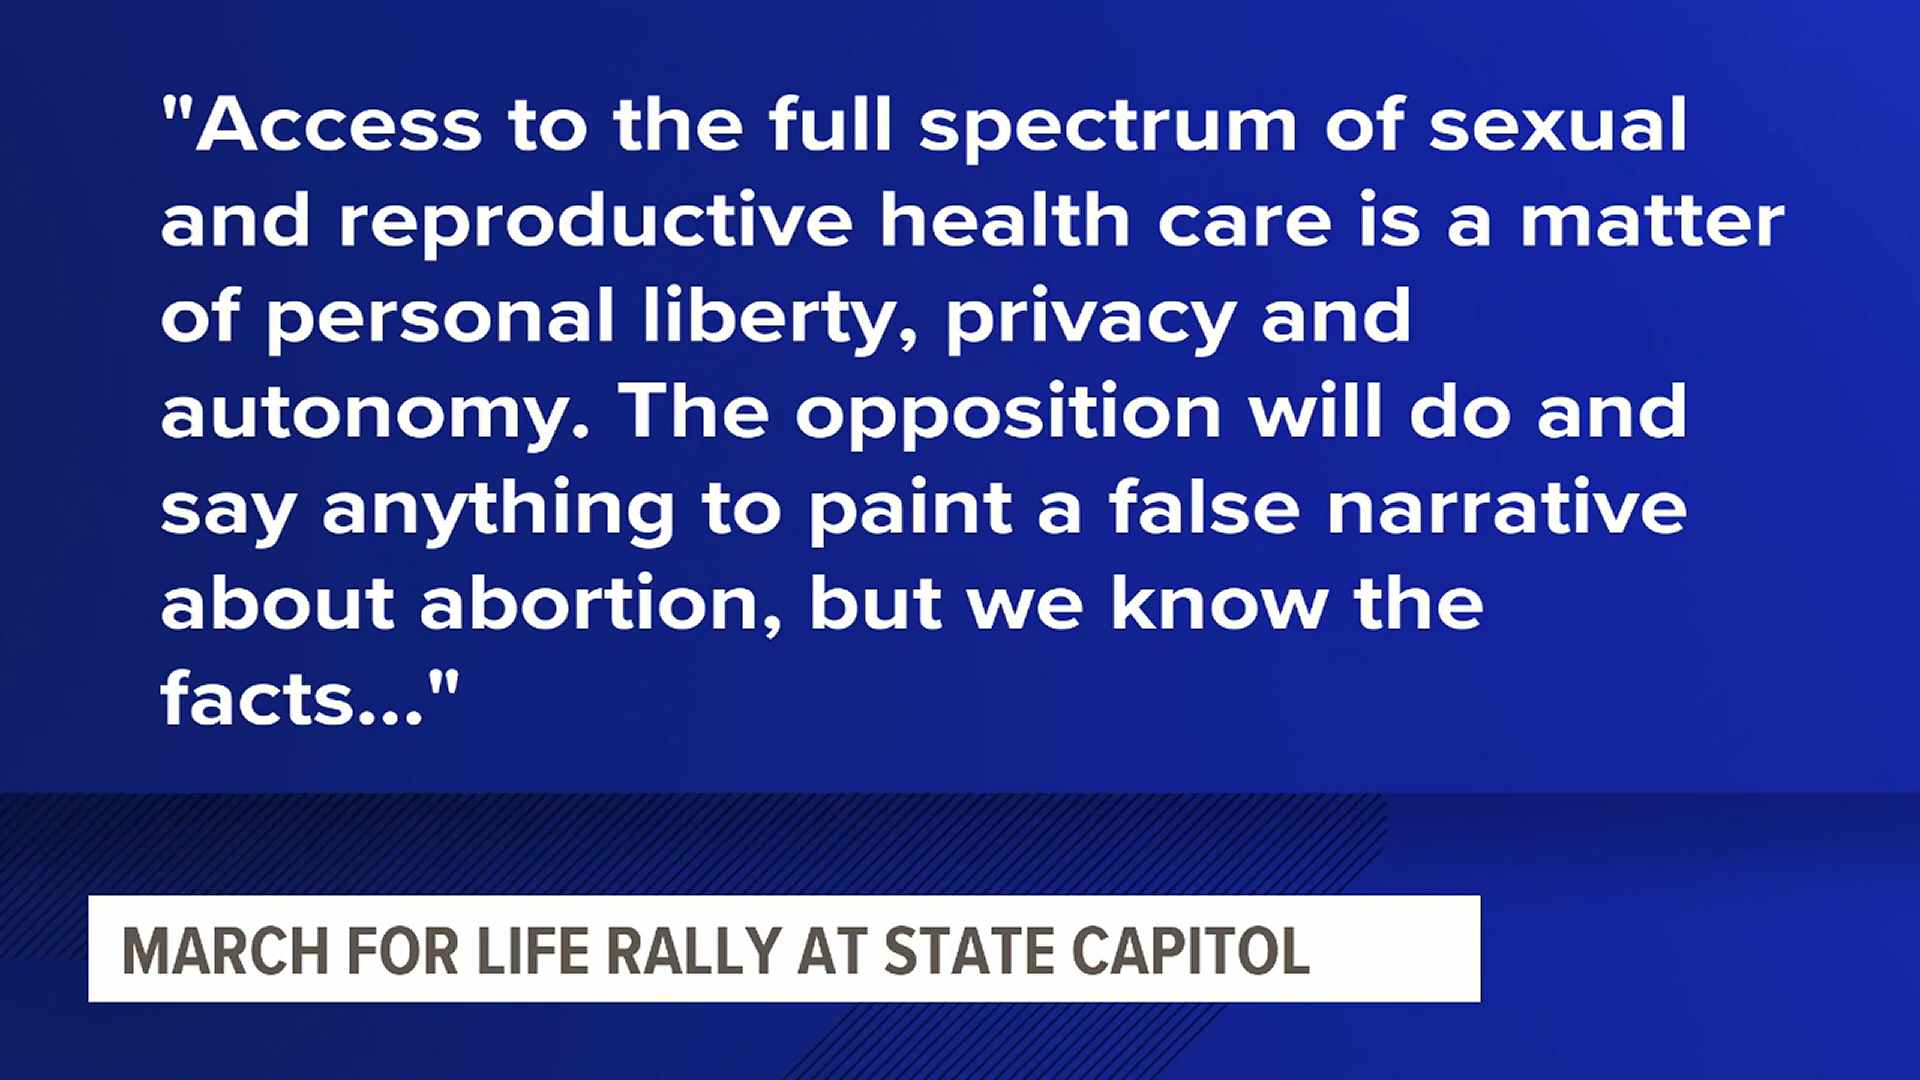 "Access to the full spectrum of sexual
and reproductive health care is a matter
of personal liberty, privacy and
autonomy. The opposition will do and
say anything to paint a false narrative
about abortion, but we know the
facts..."
MARCH FOR LIFE RALLY AT STATE CAPITOL